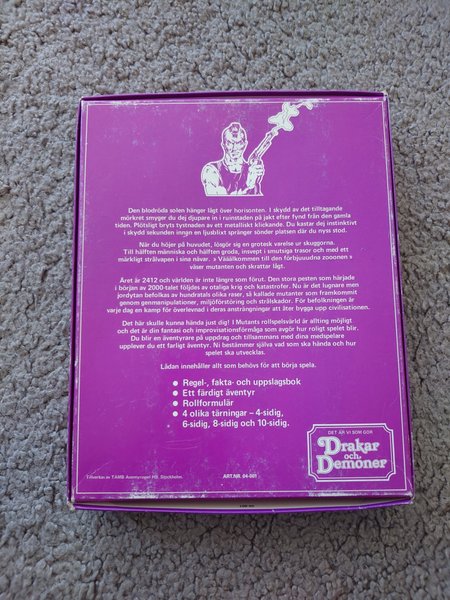 Den blodröda solen hänger lågt över horisonten. I skydd av det tilltagande
mörkret smyger du dej djupare in i ruinstaden på jakt efter fynd från den gamla
tiden. Plötsligt bryts tystnaden av ett metalliskt klickande. Du kastar dej instinktivt
i skydd sekunden innan en ljusblixt spränger sönder platsen där du nyss stod.
När du höjer på huvudet, lösgör sig en grotesk varelse ur skuggorna.
Till hälften människa och hälften groda, insvept i smutsiga trasor och med ett
märkligt strålvapen i sina nävar. » Väääälkommen till den förbjuuudna zooonen »
väser mutanten och skrattar lågt.
Året är 2412 och världen är inte längre som förut. Den stora pesten som härjade
i början av 2000-talet följdes av otaliga krig och katastrofer. Nu är det lugnare men
jordytan befolkas av hundratals olika raser, så kallade mutanter som framkommit
genom genmanipulationer, miljöförstöring och strålskador. För befolkningen är
varje dag en kamp för överlevnad i deras ansträngningar att åter bygga upp civilisationen.
Det här skulle kunna hända just dig! I Mutants rollspelsvärld är allting möjligt
och det är din fantasi och improvisationsförmåga som avgör hur roligt spelet blir.
Du blir en äventyrare på uppdrag och tillsammans med dina medspelare
upplever du ett farligt äventyr. Ni bestämmer själva vad som ska hända och hur
spelet ska utvecklas.
Lådan innehåller allt som behövs för att börja spela.
● Regel-, fakta- och uppslagsbok
● Ett färdigt äventyr
● Rollformulär
● 4 olika tärningar – 4-sidig,
6-sidig, 8-sidig och 10-sidig.
DET ÄR VI SOM GÖR
Drakar
och
Demoner
Tillverkas av TÄMB Äventyrsspel HB, Stockholm.
ART.NR. 04-001